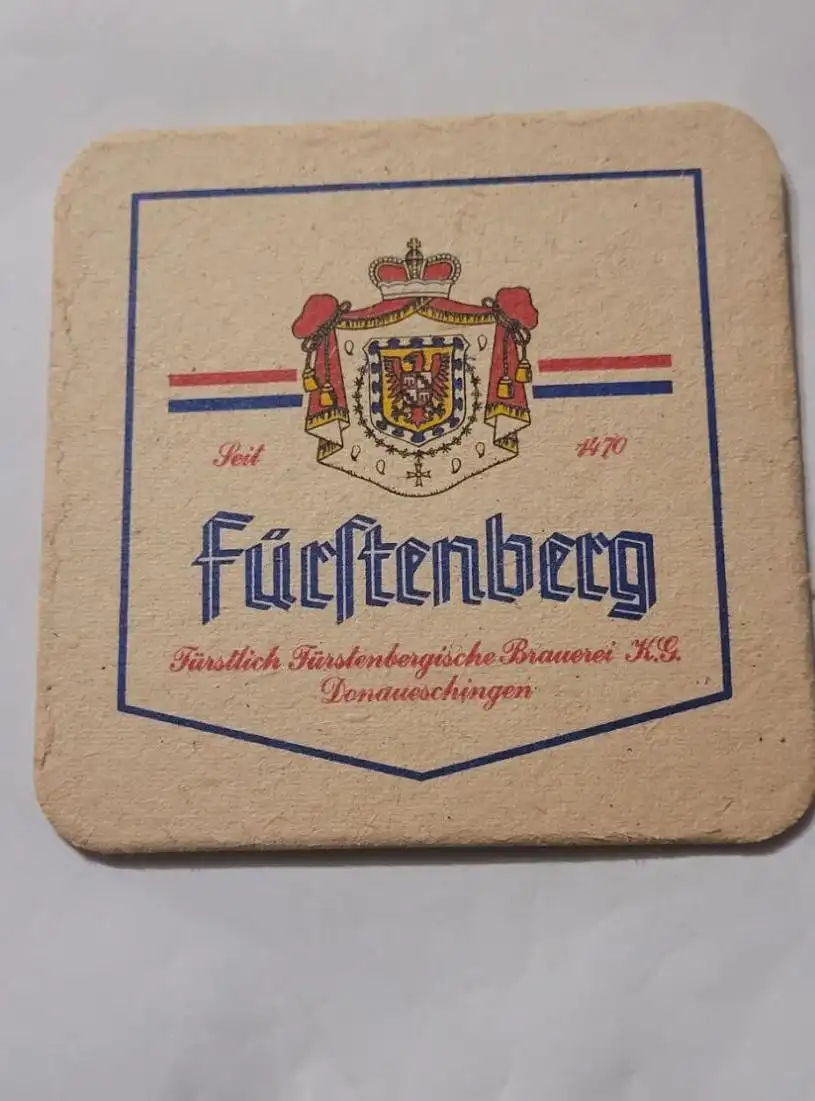 Seit 1470
Fürstenberg
Fürstlich Fürstenbergische Brauerei K.G.
Donaueschingen